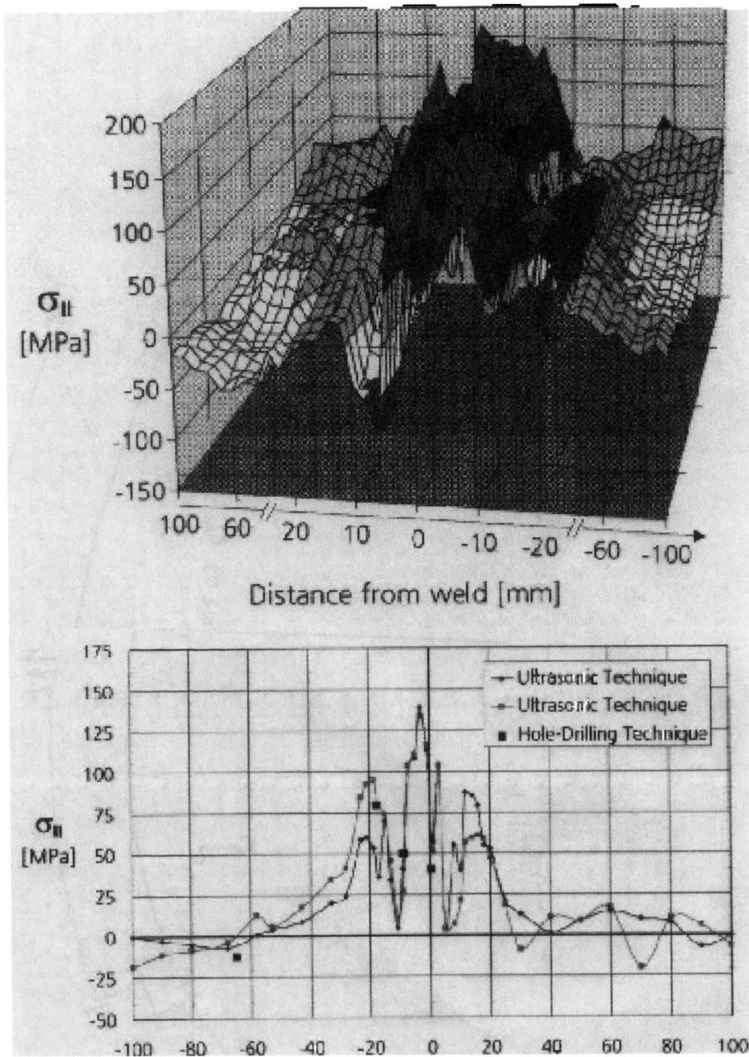 200
150
100
50
0
-50
-100
-150
σII
[MPa]
100 60 20 10 0 -10 -20 -60 -100
Distance from weld [mm]
175
150
125
100
75
50
25
0
-25
-50
σII
[MPa]
Ultrasonic Technique
Ultrasonic Technique
Hole-Drilling Technique
-100 -80 -60 -40 -20 0 20 40 60 80 100